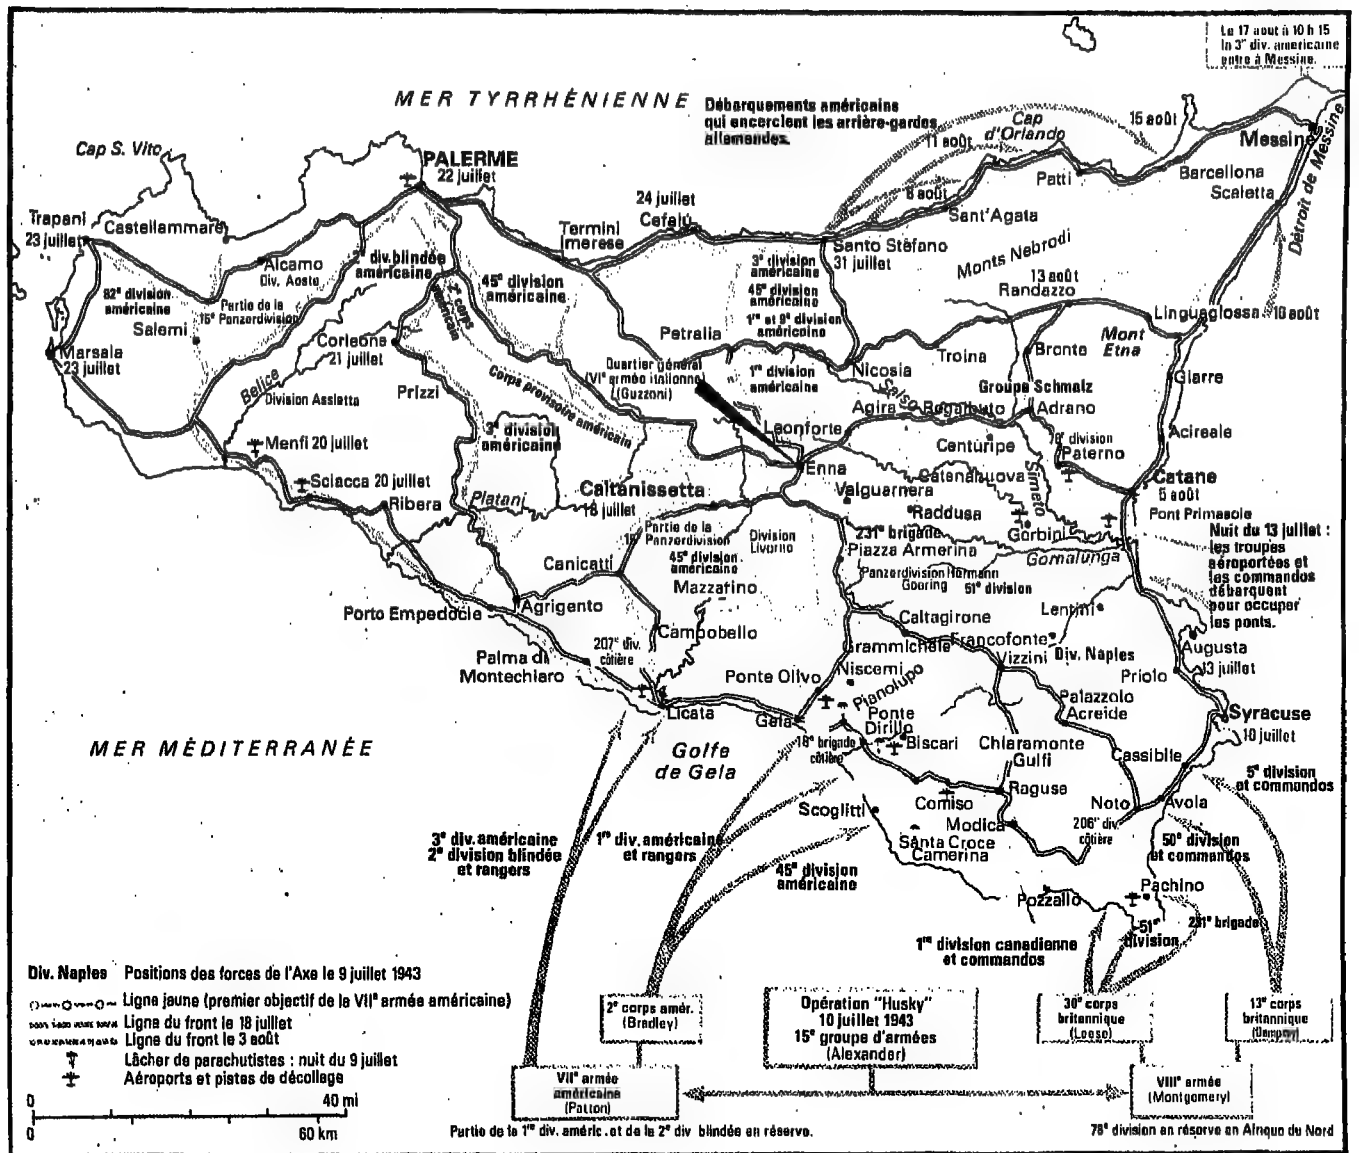 Le 17 aout à 10 h 15
la 3e div. américaine
entre à Messine.
MER TYRRHÉNIENNE
Débarquements américains
qui encerclent les arrière-gardes
allemandes.
Cap
d'Orlando
15 août
11 août
8 août
Messine
Détroit de Messine
Cap S. Vito
PALERME
22 juillet
Patti
Barcellona
Scaletta
Trapani
23 juillet
Castellammare
24 juillet
Cefalú
Termini
Imerese
Sant'Agata
Santo Stéfano
31 juillet
Monts Nebrodi
13 août
Randazzo
Alcamo
Div. Aoste
div. blindée
américaine
2e corps
américain
45e division
américaine
3e division
américaine
45e division
américaine
1re et 9e division
américaine
82e division
américaine
Partie de la
15e Panzerdivision
Salemi
Linguaglossa
16 août
Marsala
23 juillet
Corleone
21 juillet
Petralia
Nicosia
Troina
Bronte
Mont
Etna
Giarre
Quartier général
(VIe armée italienne)
(Guzzoni)
1re division
américaine
Belice
Division Assietta
Prizzi
Corps provisoire américain
Salso
Groupe Schmalz
Agira
Regalbuto
Adrano
Leonforte
Centuripe
78e division
Paterno
Acireale
Menfi 20 juillet
3e division
américaine
Enna
Catenanuova
Simeto
Catane
5 août
Pont Primasole
Sciacca 20 juillet
Ribera
Platani
Caltanissetta
18 juillet
Valguarnera
Raddusa
Gerbini
Nuit du 13 juillet :
les troupes
aéroportées et
les commandos
débarquent
pour occuper
les ponts.
Partie de la
15e Panzerdivision
Division
Livorno
231e brigade
Piazza Armerina
Gornalunga
Canicatti
45e division
américaine
Mazzarino
Panzerdivision Hermann
Goering
51e division
Lentini
Porto Empedocle
Agrigento
Campobello
Caltagirone
Grammichele
Francofonte
Vizzini
Div. Naples
Augusta
13 juillet
207e div.
côtière
Palma di
Montechiaro
Ponte Olivo
Niscemi
Priolo
Pianolupo
Ponte
Dirillo
Palazzolo
Acreide
Syracuse
10 juillet
Licata
Gela
18e brigade
côtière
Biscari
MER MÉDITERRANÉE
Golfe
de Gela
Chiaramonte
Gulfi
Cassibile
5e division
et commandos
Comiso
Ragusa
Noto
Avola
Scoglitti
Modica
206e div.
côtière
Santa Croce
Camerina
3e div. américaine
2e division blindée
et rangers
1re div. américaine
et rangers
45e division
américaine
50e division
et commandos
Pozzallo
Pachino
51e
division
231e brigade
1re division canadienne
et commandos
Div. Naples Positions des forces de l'Axe le 9 juillet 1943
Ligne jaune (premier objectif de la VIIe armée américaine)
Ligne du front le 18 juillet
Ligne du front le 3 août
Lâcher de parachutistes : nuit du 9 juillet
Aéroports et pistes de décollage
0 40 mi
0 60 km
2e corps amér.
(Bradley)
Opération "Husky"
10 juillet 1943
15e groupe d'armées
(Alexander)
30e corps
britannique
(Leese)
13e corps
britannique
VIIe armée
américaine
(Patton)
VIIIe armée
(Montgomery)
Partie de la 1re div. améric. et de la 2e div blindée en réserve.
78e division en réserve en Afrique du Nord